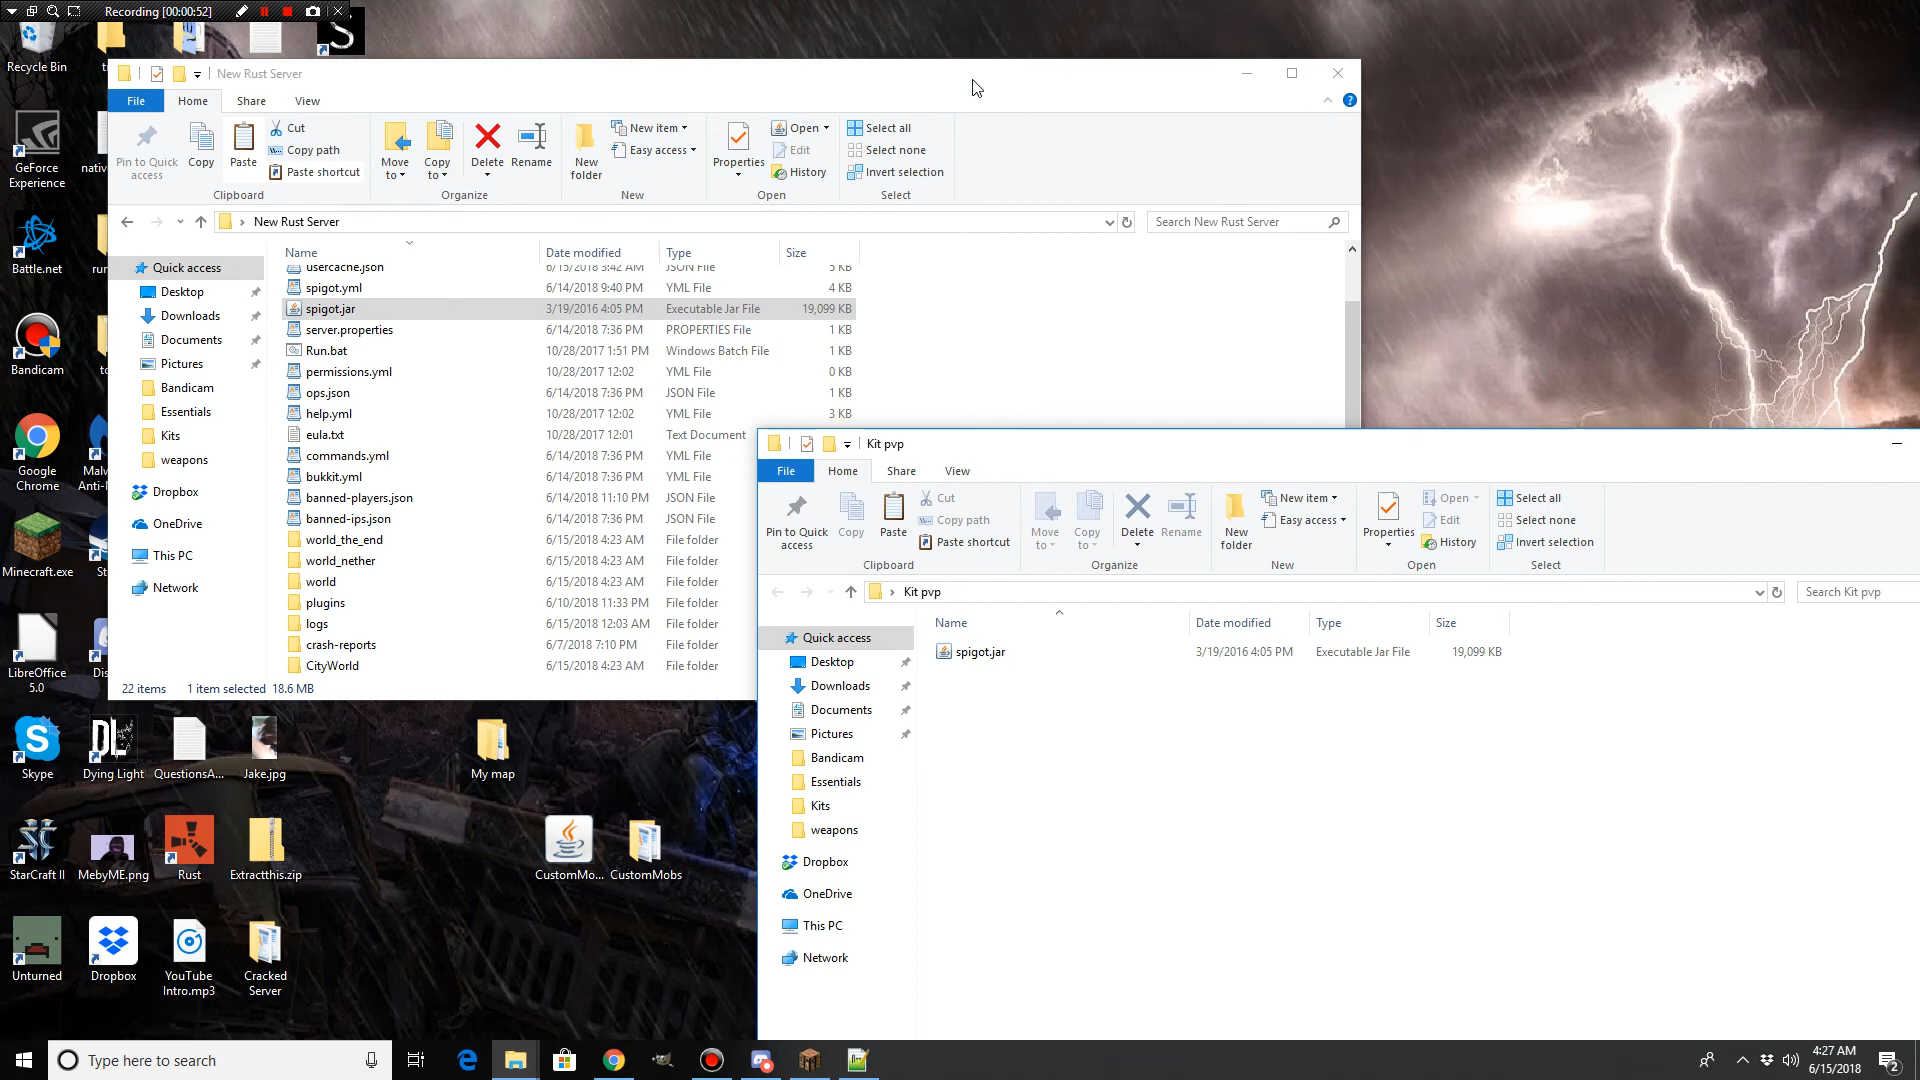 Recording [00:00:52]
Recycle Bin
GeForce Experience
Battle.net
Bandicam
Google Chrome
Minecraft.exe
LibreOffice 5.0
Skype
Dying Light
QuestionsA...
Jake.jpg
My map
StarCraft II
MebyME.png
Rust
Extractthis.zip
CustomMo...
CustomMobs
Unturned
Dropbox
YouTube Intro.mp3
Cracked Server
New Rust Server
File Home Share View
Pin to Quick access
Copy
Paste
Cut
Copy path
Paste shortcut
Clipboard
Move to
Copy to
Delete
Rename
Organize
New folder
New item
Easy access
New
Properties
Open
Edit
History
Open
Select all
Select none
Invert selection
Select
New Rust Server
Search New Rust Server
Quick access
Desktop
Downloads
Documents
Pictures
Bandicam
Essentials
Kits
weapons
Dropbox
OneDrive
This PC
Network
Name Date modified Type Size
usercache.json 6/15/2018 3:42 AM JSON File 5 KB
spigot.yml 6/14/2018 9:40 PM YML File 4 KB
spigot.jar 3/19/2016 4:05 PM Executable Jar File 19,099 KB
server.properties 6/14/2018 7:36 PM PROPERTIES File 1 KB
Run.bat 10/28/2017 1:51 PM Windows Batch File 1 KB
permissions.yml 10/28/2017 12:02 YML File 0 KB
ops.json 6/14/2018 7:36 PM JSON File 1 KB
help.yml 10/28/2017 12:02 YML File 3 KB
eula.txt 10/28/2017 12:01 Text Document
commands.yml 6/14/2018 7:36 PM YML File
bukkit.yml 6/14/2018 7:36 PM YML File
banned-players.json 6/14/2018 11:10 PM JSON File
banned-ips.json 6/14/2018 7:36 PM JSON File
world_the_end 6/15/2018 4:23 AM File folder
world_nether 6/15/2018 4:23 AM File folder
world 6/15/2018 4:23 AM File folder
plugins 6/10/2018 11:33 PM File folder
logs 6/15/2018 12:03 AM File folder
crash-reports 6/7/2018 7:10 PM File folder
CityWorld 6/15/2018 4:23 AM File folder
22 items 1 item selected 18.6 MB
Kit pvp
File Home Share View
Pin to Quick access
Copy
Paste
Cut
Copy path
Paste shortcut
Clipboard
Move to
Copy to
Delete
Rename
Organize
New folder
New item
Easy access
New
Properties
Open
Edit
History
Open
Select all
Select none
Invert selection
Select
Kit pvp
Search Kit pvp
Quick access
Desktop
Downloads
Documents
Pictures
Bandicam
Essentials
Kits
weapons
Dropbox
OneDrive
This PC
Network
Name Date modified Type Size
spigot.jar 3/19/2016 4:05 PM Executable Jar File 19,099 KB
Type here to search
4:27 AM
6/15/2018
2